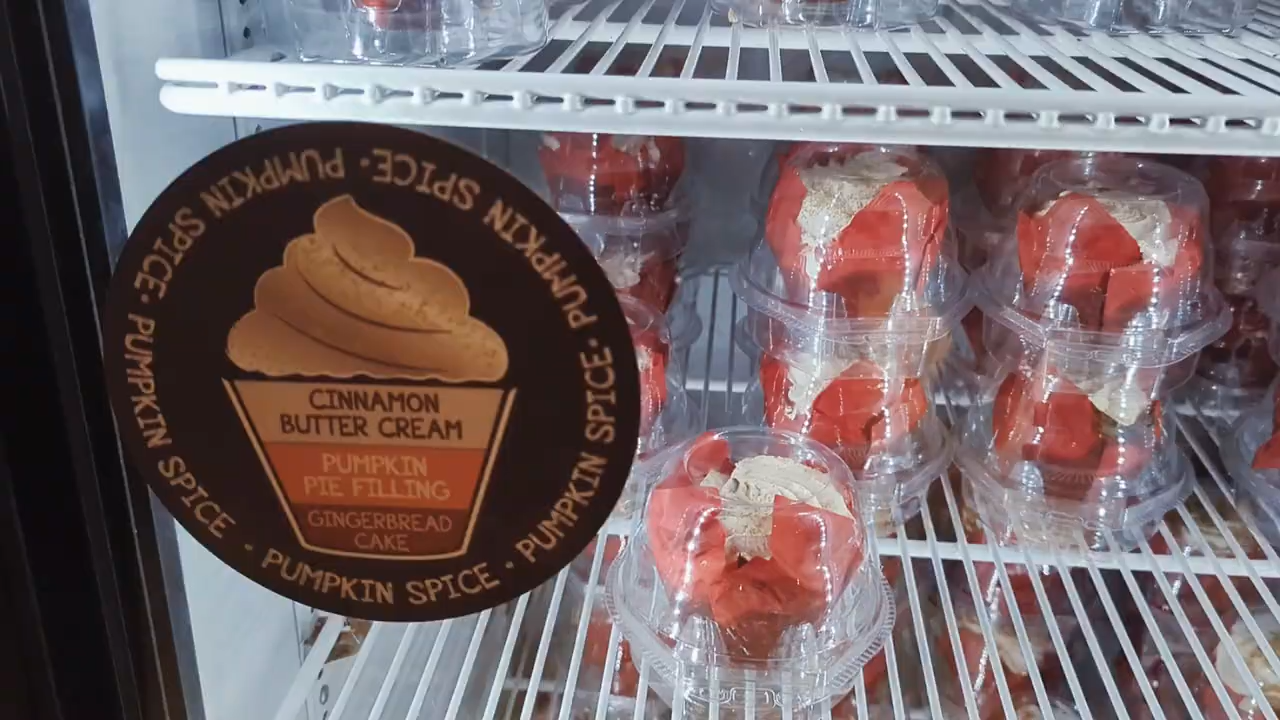 PUMPKIN SPICE · PUMPKIN SPICE · PUMPKIN SPICE · PUMPKIN SPICE · PUMPKIN SPICE ·
CINNAMON
BUTTER CREAM
PUMPKIN
PIE FILLING
GINGERBREAD
CAKE